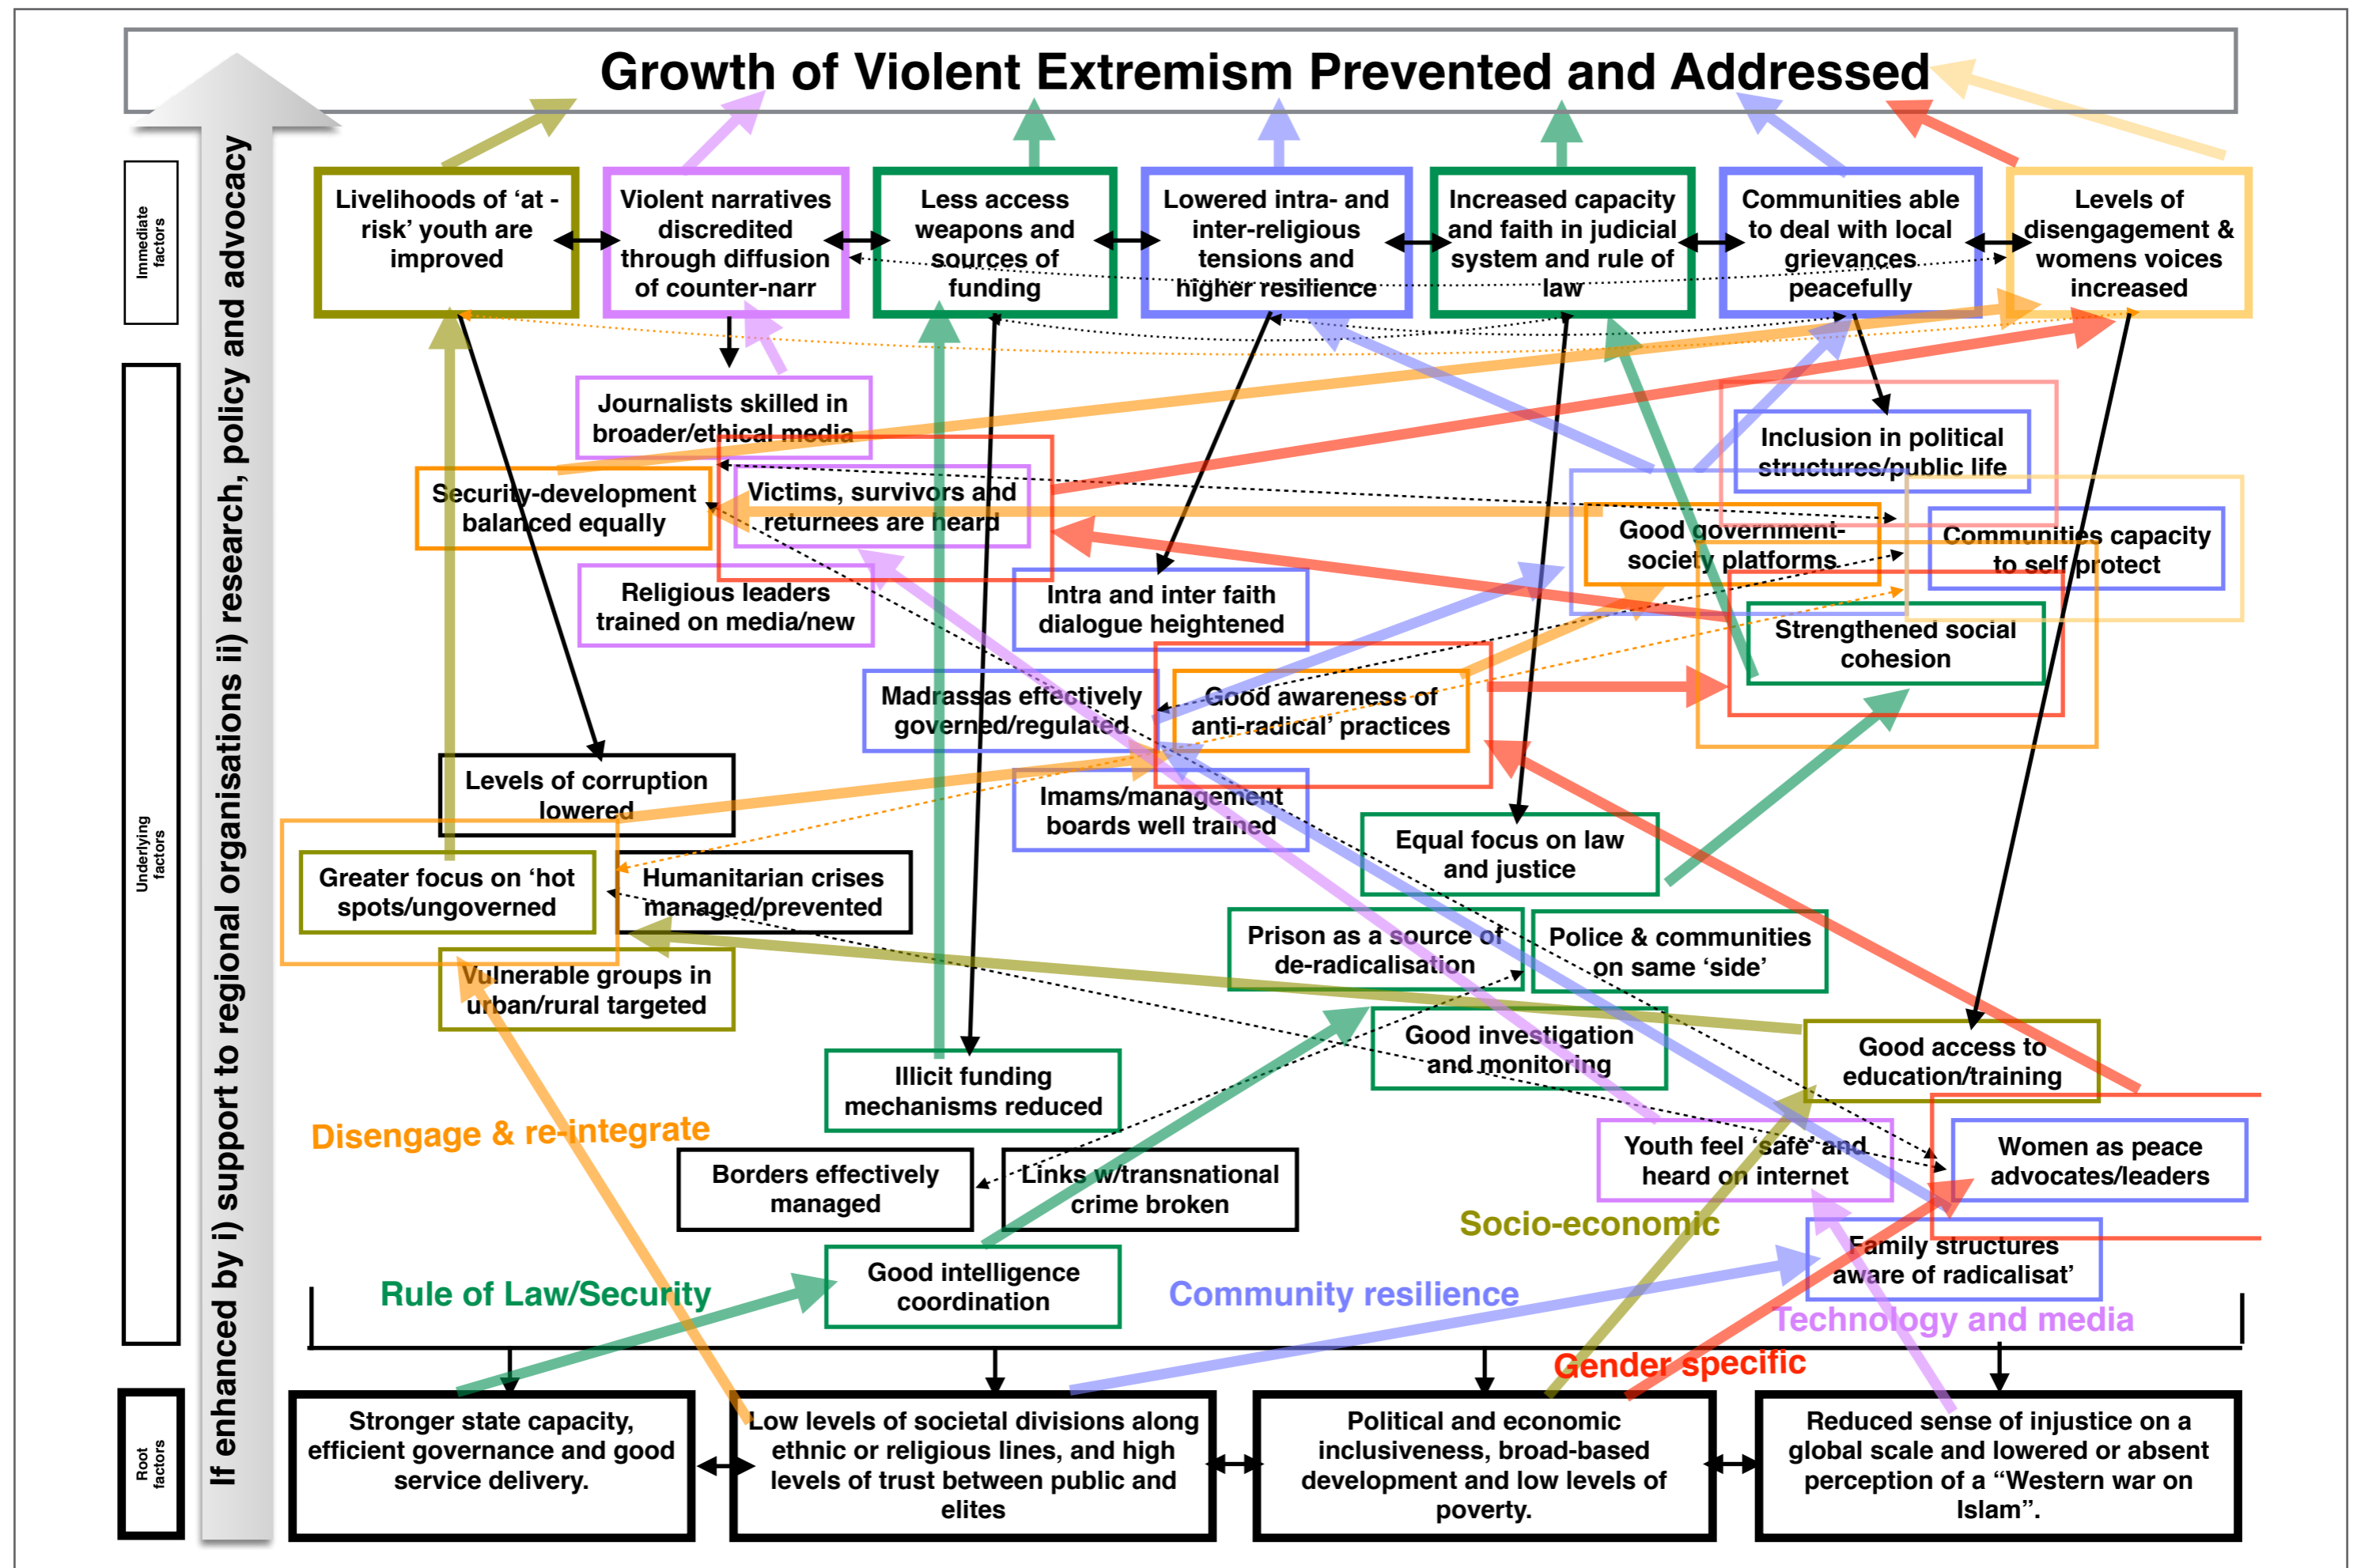 Growth of Violent Extremism Prevented and Addressed
If enhanced by i) support to regional organisations ii) research, policy and advocacy
Immediate
factors
Livelihoods of ‘at -
risk’ youth are
improved
Violent narratives
discredited
through diffusion
of counter-narr
Less access
weapons and
sources of
funding
Lowered intra- and
inter-religious
tensions and
higher resilience
Increased capacity
and faith in judicial
system and rule of
law
Communities able
to deal with local
grievances
peacefully
Levels of
disengagement &
womens voices
increased
Underlying
factors
Journalists skilled in
broader/ethical media
Inclusion in political
structures/public life
Security-development
balanced equally
Victims, survivors and
returnees are heard
Good government-
society platforms
Communities capacity
to self protect
Religious leaders
trained on media/new
Intra and inter faith
dialogue heightened
Strengthened social
cohesion
Madrassas effectively
governed/regulated
Good awareness of
anti-radical’ practices
Levels of corruption
lowered
Imams/management
boards well trained
Equal focus on law
and justice
Greater focus on ‘hot
spots/ungoverned
Humanitarian crises
managed/prevented
Prison as a source of
de-radicalisation
Police & communities
on same ‘side’
Vulnerable groups in
urban/rural targeted
Good investigation
and monitoring
Good access to
education/training
Illicit funding
mechanisms reduced
Disengage & re-integrate
Youth feel ‘safe’ and
heard on internet
Women as peace
advocates/leaders
Borders effectively
managed
Links w/transnational
crime broken
Socio-economic
Family structures
aware of radicalisat’
Good intelligence
coordination
Rule of Law/Security
Community resilience
Technology and media
Gender specific
Root
factors
Stronger state capacity,
efficient governance and good
service delivery.
Low levels of societal divisions along
ethnic or religious lines, and high
levels of trust between public and
elites
Political and economic
inclusiveness, broad-based
development and low levels of
poverty.
Reduced sense of injustice on a
global scale and lowered or absent
perception of a “Western war on
Islam”.